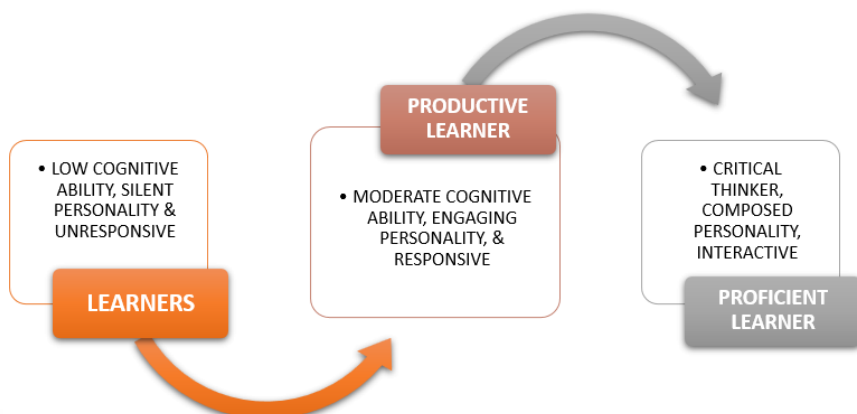 • LOW COGNITIVE
ABILITY, SILENT
PERSONALITY &
UNRESPONSIVE
LEARNERS
PRODUCTIVE
LEARNER
• MODERATE COGNITIVE
ABILITY, ENGAGING
PERSONALITY, &
RESPONSIVE
• CRITICAL
THINKER,
COMPOSED
PERSONALITY,
INTERACTIVE
PROFICIENT
LEARNER